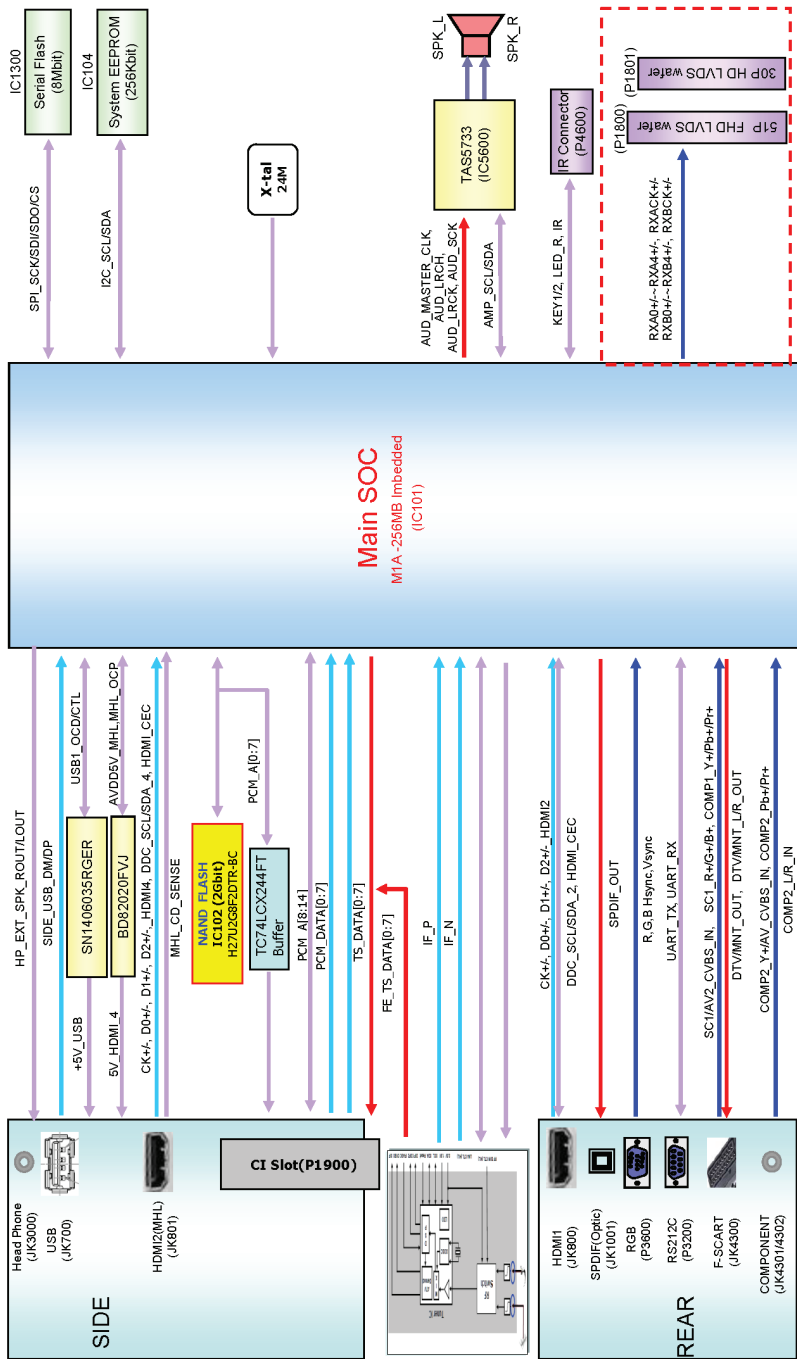 IC1300
Serial Flash
(8Mbit)
IC104
System EEPROM
(256Kbit)
X-tal
24M
SPK_L
SPK_R
TAS5733
(IC5600)
IR Connector
(P4600)
(P1801)
30P HD LVDS wafer
(P1800)
51P FHD LVDS wafer
SPI_SCK/SDI/SDO/CS
I2C_SCL/SDA
AUD_MASTER_CLK,
AUD_LRCH,
AUD_LRCK, AUD_SCK
AMP_SCL/SDA
KEY1/2, LED_R, IR
RXA0+/-~RXA4+/-, RXACK+/-
RXB0+/-~RXB4+/-, RXBCK+/-
Main SOC
M1A -256MB Imbedded
(IC101)
HP_EXT_SPK_ROUT/LOUT
SIDE_USB_DM/DP
USB1_OCD/CTL
SN1406035RGER
+5V_USB
AVDD5V_MHL,MHL_OCP
BD82020FVJ
5V_HDMI_4
CK+/-, D0+/-, D1+/-, D2+/-_HDMI4, DDC_SCL/SDA_4, HDMI_CEC
MHL_CD_SENSE
NAND FLASH
IC102 (2Gbit)
H27U2G8F2DTR-BC
PCM_A[0:7]
TC74LCX244FT
Buffer
PCM_A[8:14]
PCM_DATA[0:7]
TS_DATA[0:7]
FE_TS_DATA[0:7]
IF_P
IF_N
CK+/-, D0+/-, D1+/-, D2+/-_HDMI2
DDC_SCL/SDA_2, HDMI_CEC
SPDIF_OUT
R,G,B Hsync,Vsync
UART_TX, UART_RX
SC1/AV2_CVBS_IN, SC1_R+/G+/B+, COMP1_Y+/Pb+/Pr+
DTV/MNT_OUT, DTV/MNT_L/R_OUT
COMP2_Y+/AV_CVBS_IN, COMP2_Pb+/Pr+
COMP2_L/R_IN
Head Phone
(JK3000)
USB
(JK700)
HDMI2(MHL)
(JK801)
SIDE
CI Slot(P1900)
RF
Switch
Tuner IC
HDMI1
(JK800)
SPDIF(Optic)
(JK1001)
RGB
(P3600)
RS212C
(P3200)
F-SCART
(JK4300)
COMPONENT
(JK4301/4302)
REAR